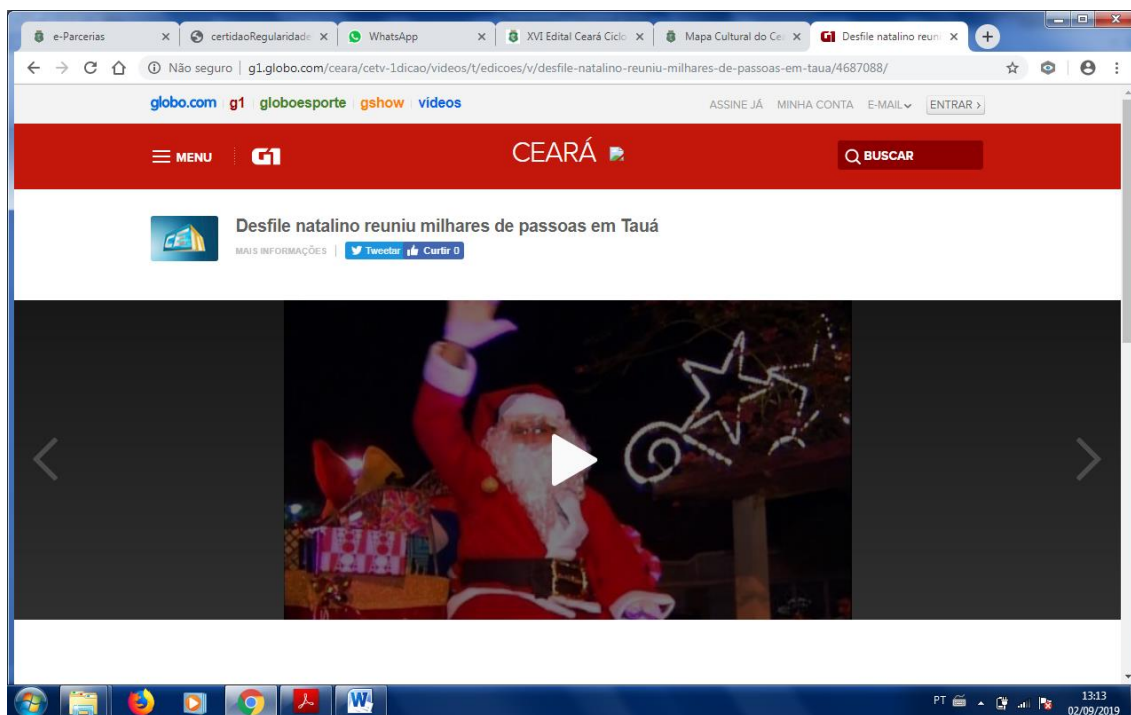 e-Parcerias
certidaoRegularidade
WhatsApp
XVI Edital Ceará Ciclo
Mapa Cultural do Ce
Desfile natalino reuni
Não seguro | g1.globo.com/ceara/cetv-1dicao/videos/t/edicoes/v/desfile-natalino-reuniu-milhares-de-passoas-em-taua/4687088/
globo.com g1 globoesporte gshow vídeos
ASSINE JÁ MINHA CONTA E-MAIL ENTRAR ›
MENU G1 CEARÁ BUSCAR
Desfile natalino reuniu milhares de passoas em Tauá
MAIS INFORMAÇÕES | Tweetar Curtir 0
PT 13:13
02/09/2019